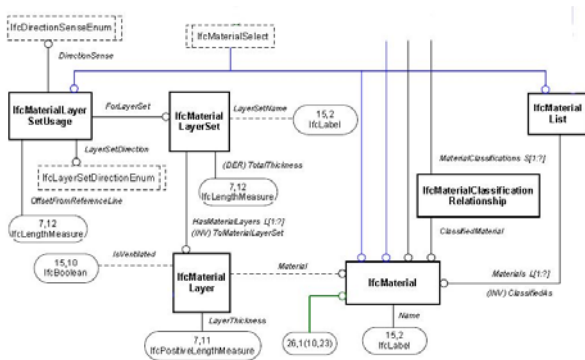 IfcDirectionSenseEnum
IfcMaterialSelect
DirectionSense
IfcMaterialLayer
SetUsage
ForLayerSet
IfcMaterial
LayerSet
LayerSetName
15,2
IfcLabel
IfcMaterial
List
LayerSetDirection
IfcLayerSetDirectionEnum
(DER) TotalThickness
7,12
IfcLengthMeasure
MaterialClassifications S[1:?]
IfcMaterialClassification
Relationship
OffsetFromReferenceLine
7,12
IfcLengthMeasure
HasMaterialLayers L[1:?]
(INV) ToMaterialLayerSet
ClassifiedMaterial
IsVentilated
15,10
IfcBoolean
IfcMaterial
Layer
Material
IfcMaterial
Materials L[1:?]
(INV) ClassifiedAs
LayerThickness
Name
7,11
IfcPositiveLengthMeasure
26,1(10,23)
15,2
IfcLabel